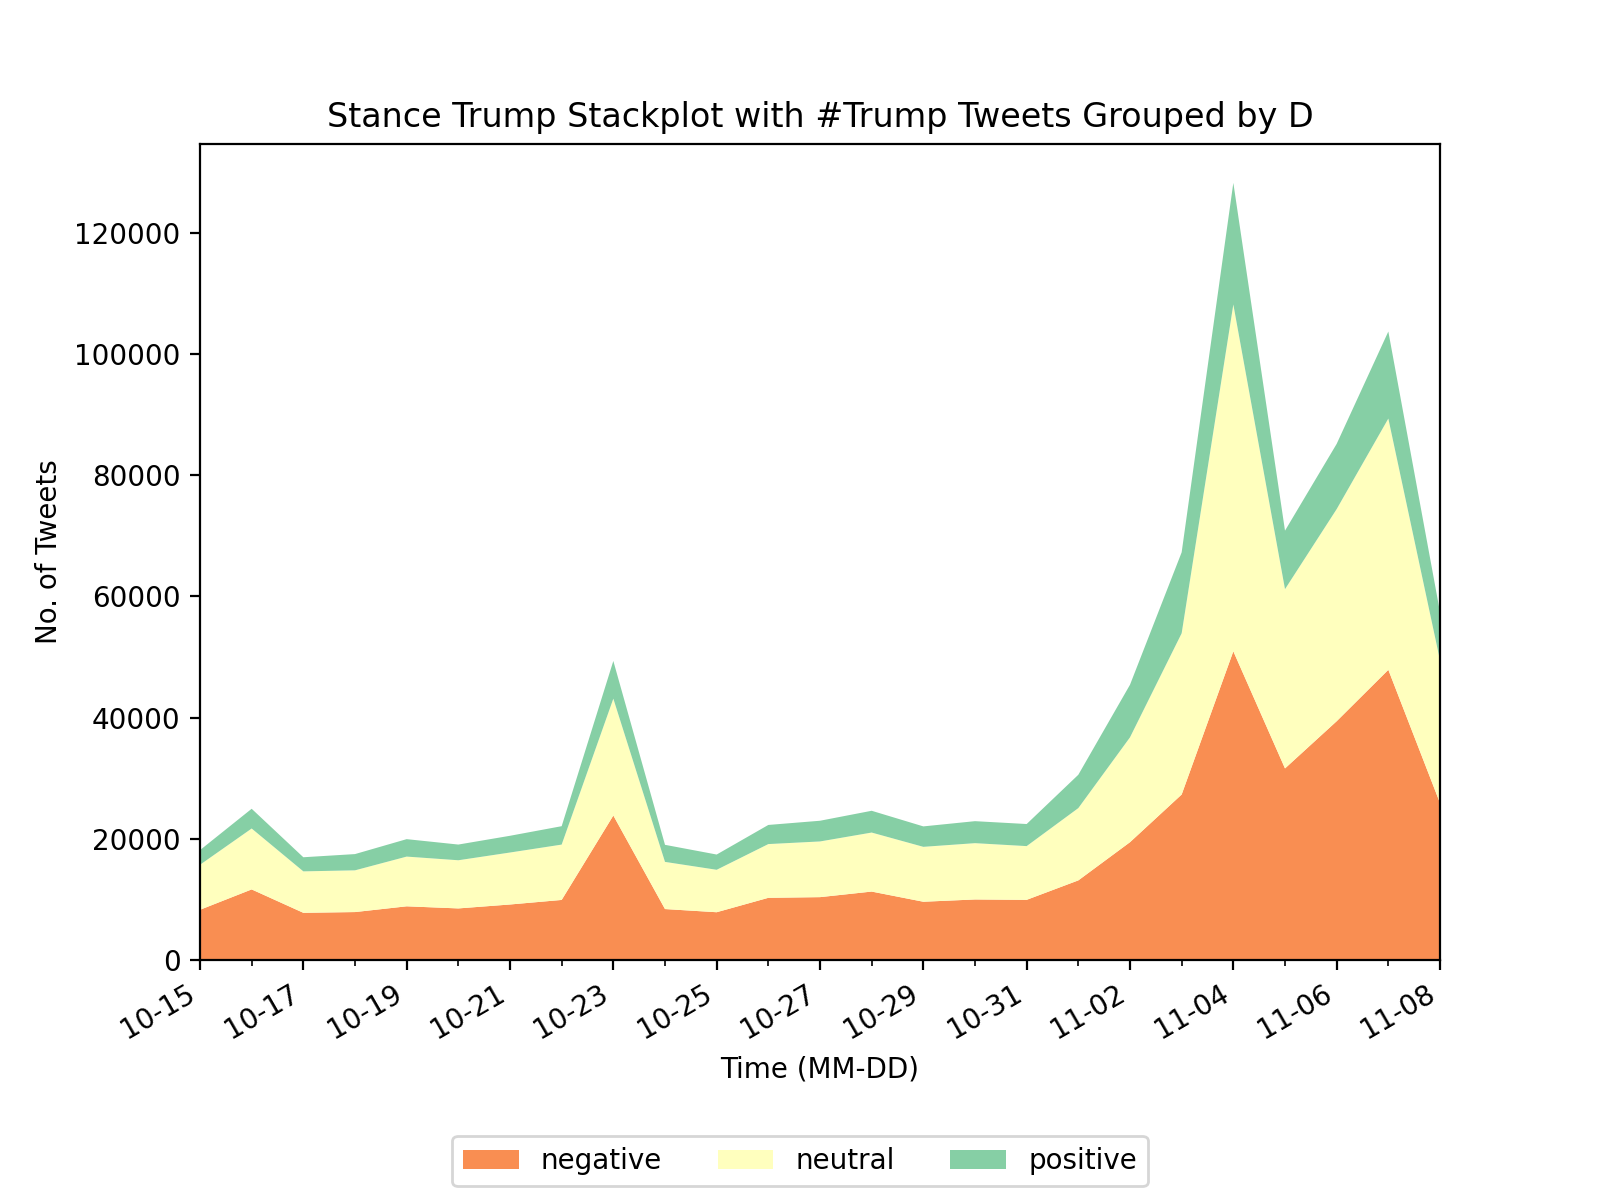 Stance Trump Stackplot with #Trump Tweets Grouped by D
No. of Tweets
120000
100000
80000
60000
40000
20000
0
10-15 10-17 10-19 10-21 10-23 10-25 10-27 10-29 10-31 11-02 11-04 11-06 11-08
Time (MM-DD)
negative neutral positive